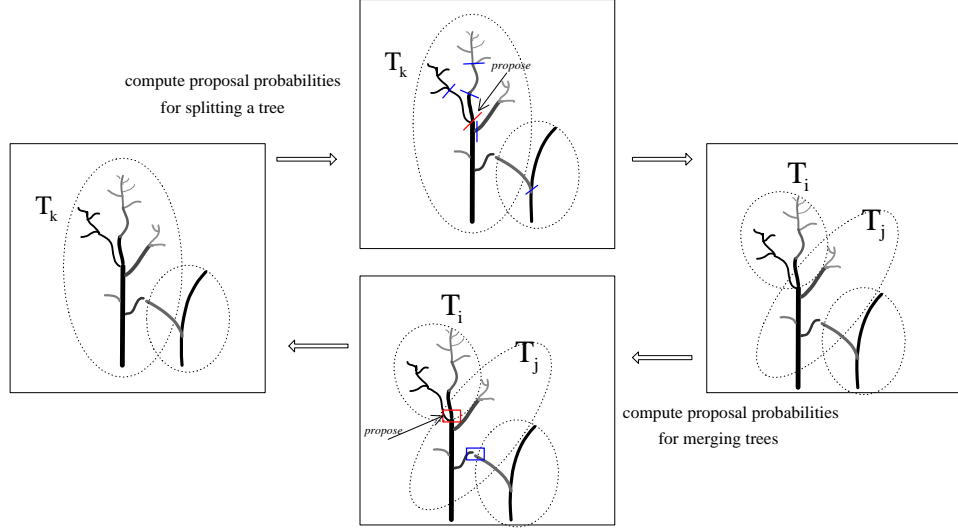 compute proposal probabilities
for splitting a tree
T_k
propose
T_k
T_i
T_j
T_i
T_j
propose
compute proposal probabilities
for merging trees